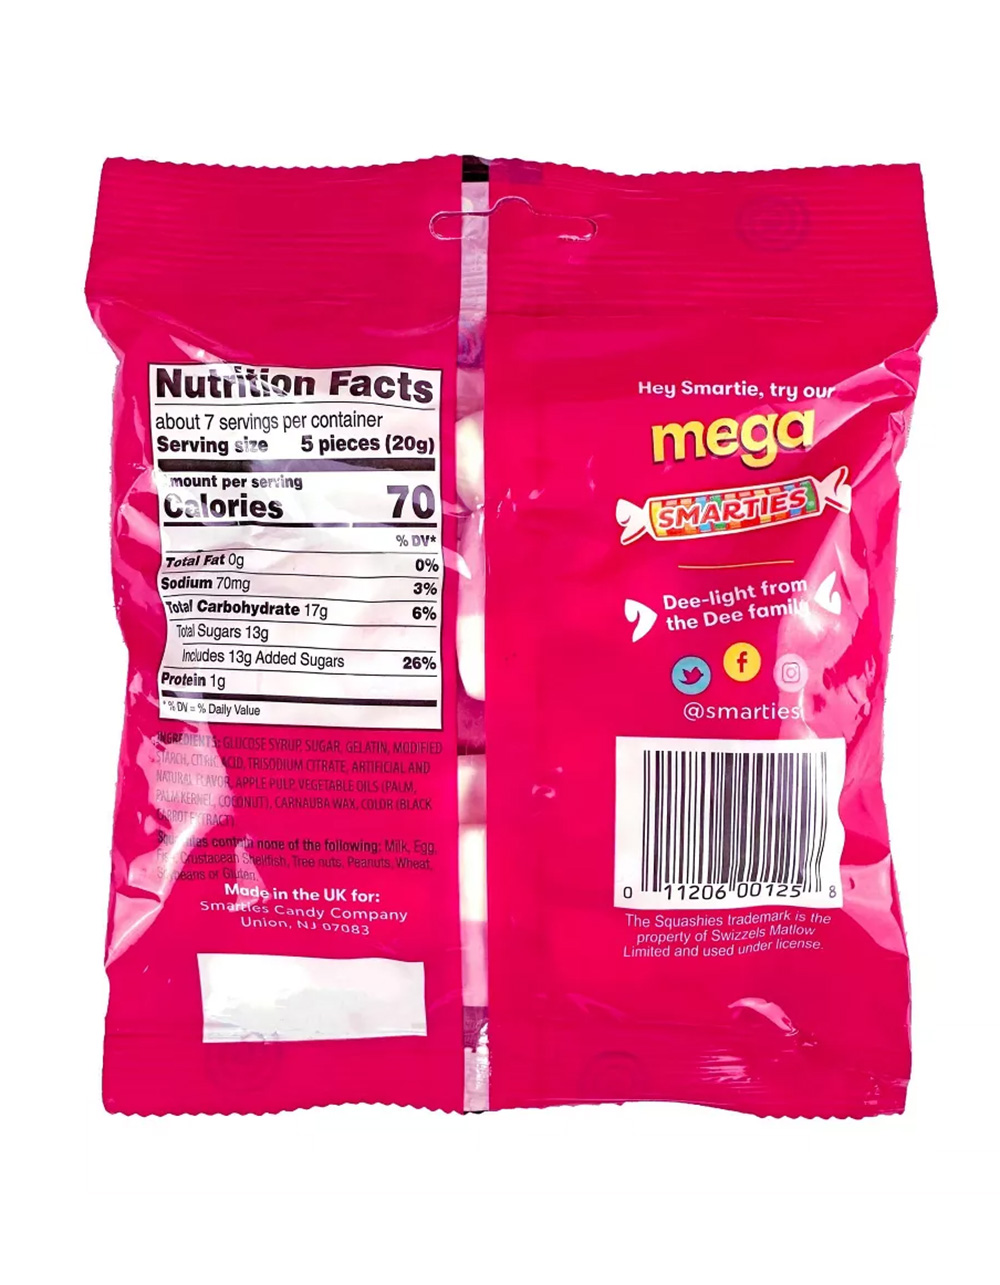 Nutrition Facts
about 7 servings per container
Serving size 5 pieces (20g)
mount per serving
Calories 70
% DV*
Total Fat 0g 0%
Sodium 70mg 3%
Total Carbohydrate 17g 6%
Total Sugars 13g
Includes 13g Added Sugars 26%
Protein 1g
* % DV = % Daily Value
INGREDIENTS: GLUCOSE SYRUP, SUGAR, GELATIN, MODIFIED
STARCH, CITRIC ACID, TRISODIUM CITRATE, ARTIFICIAL AND
NATURAL FLAVOR, APPLE PULP, VEGETABLE OILS (PALM,
PALM KERNEL, COCONUT), CARNAUBA WAX, COLOR (BLACK
CARROT EXTRACT)
Squashies contain none of the following: Milk, Egg,
Fish, Crustacean Shellfish, Tree nuts, Peanuts, Wheat,
Soybeans or Gluten.
Made in the UK for:
Smarties Candy Company
Union, NJ 07083
Hey Smartie, try our
mega
SMARTIES
Dee-light from
the Dee family
f
@smarties
0 11206 00125 8
The Squashies trademark is the
property of Swizzels Matlow
Limited and used under license.